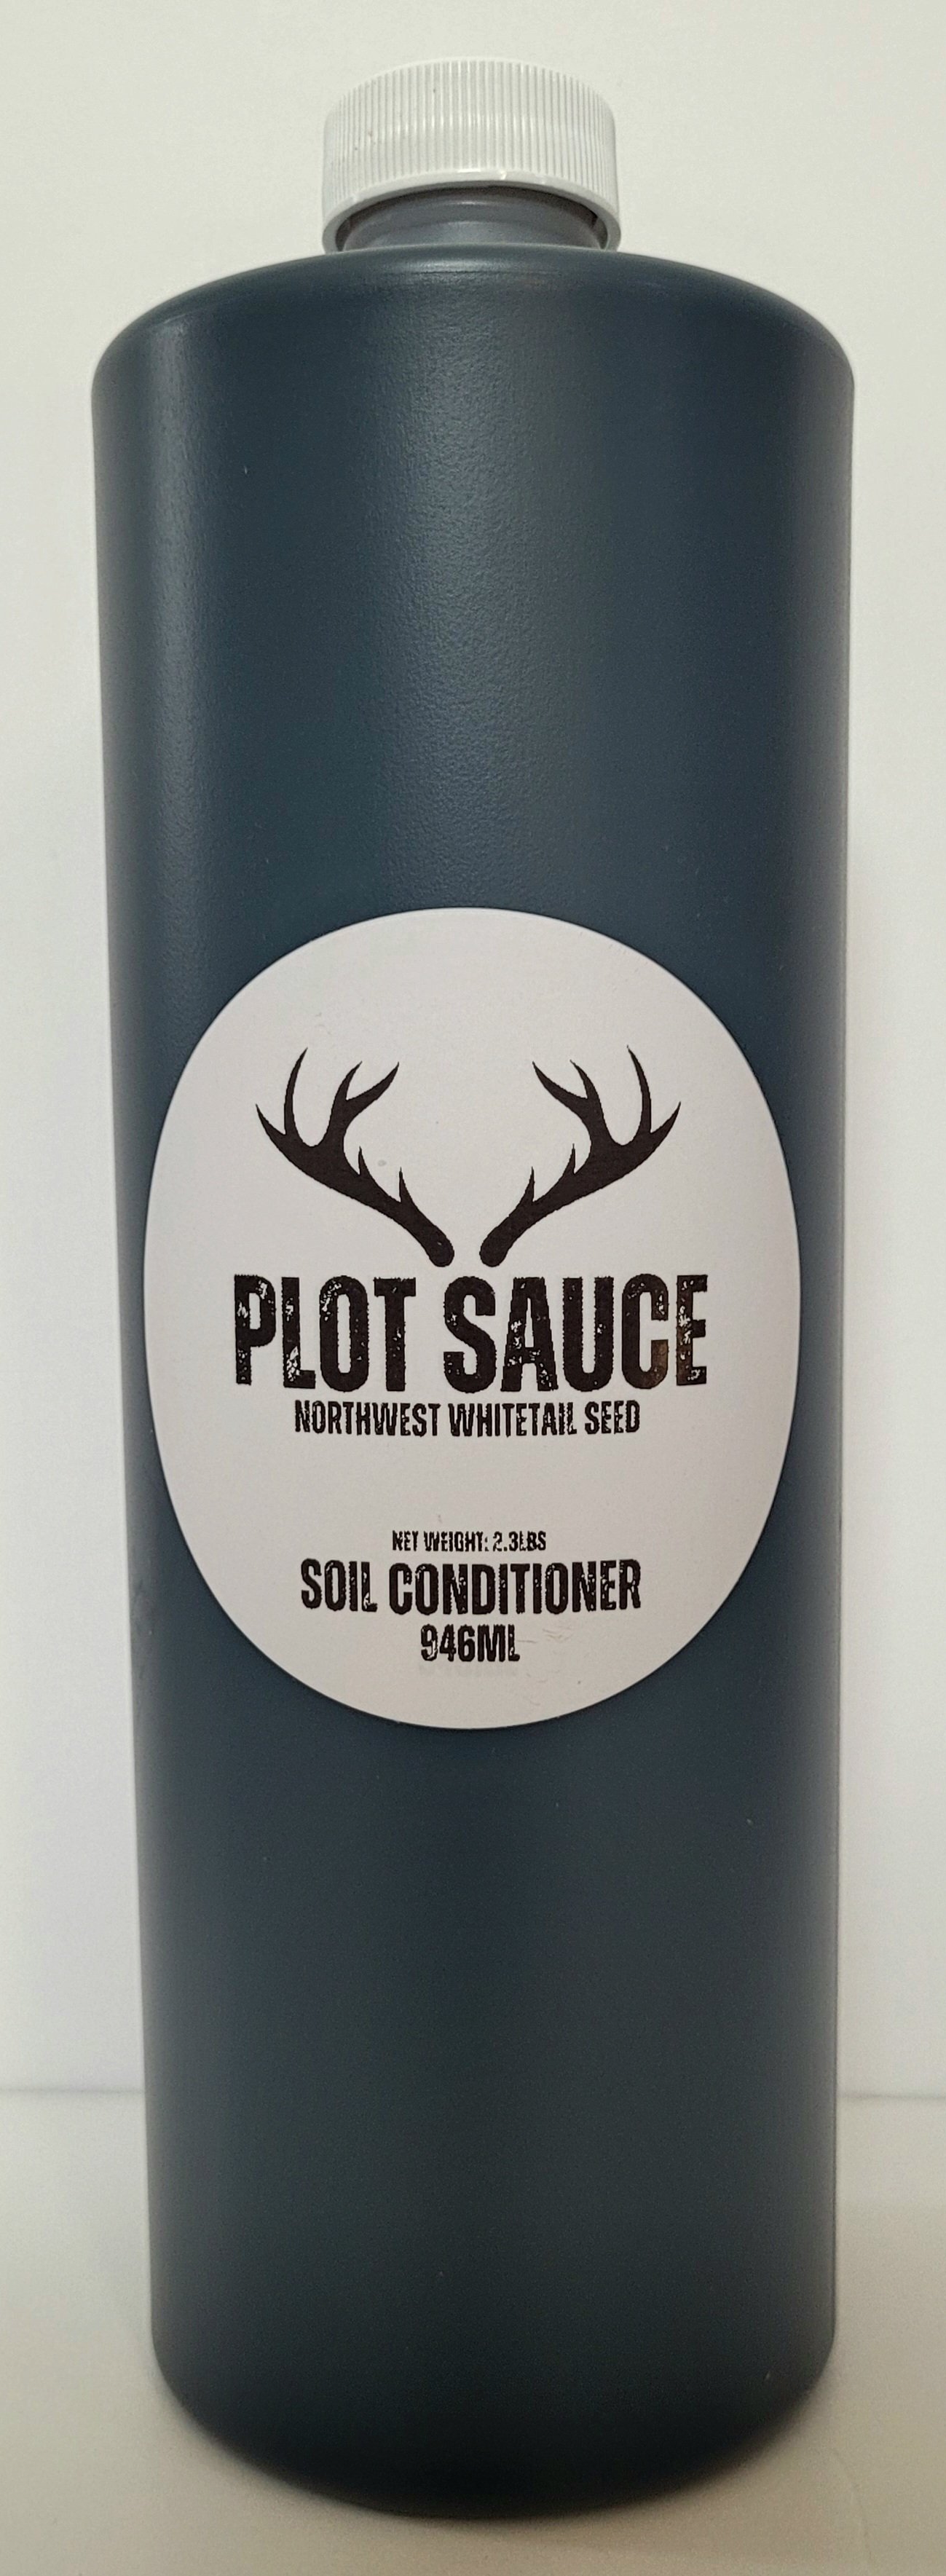 PLOT SAUCE
NORTHWEST WHITETAIL SEED
NET WEIGHT: 2.3LBS
SOIL CONDITIONER
946ML